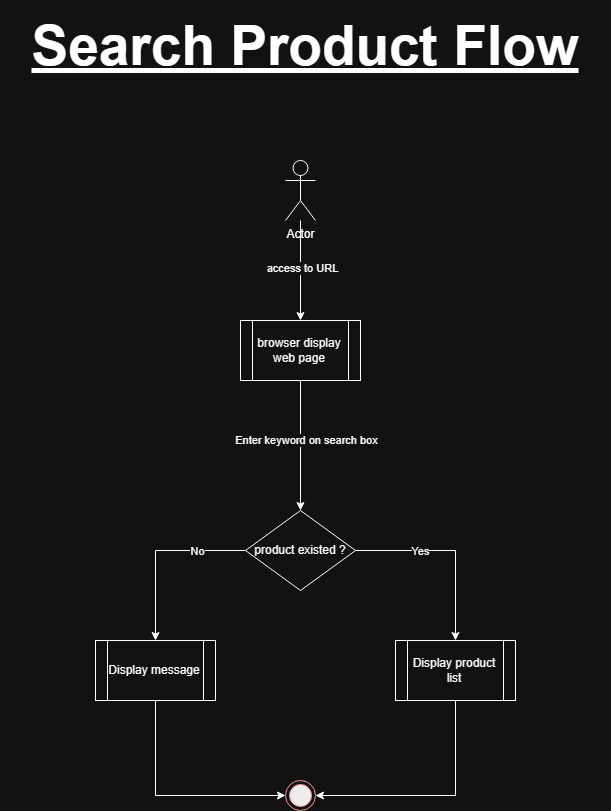 Search Product Flow
Actor
access to URL
browser display
web page
Enter keyword on search box
product existed ?
No
Yes
Display message
Display product
list